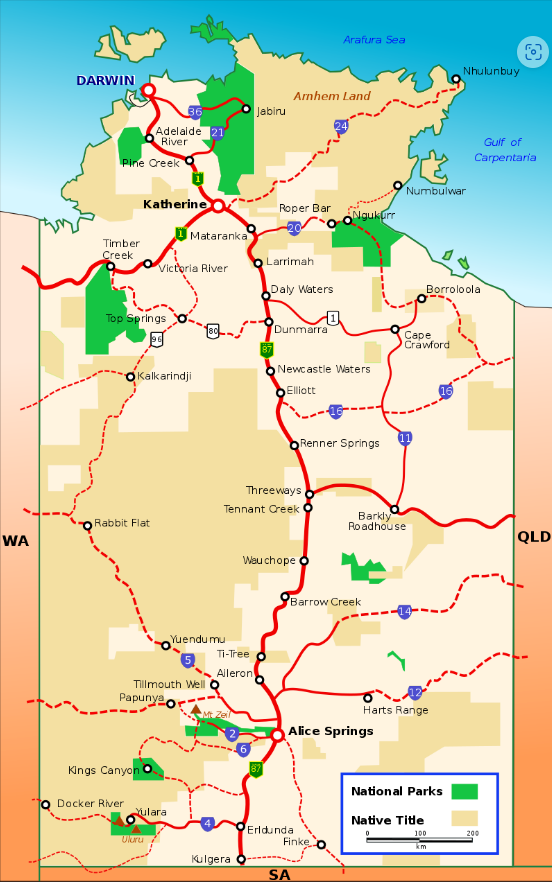 Arafura Sea
Nhulunbuy
DARWIN
Arnhem Land
36
Jabiru
24
Adelaide
River
21
Gulf of
Carpentaria
Pine Creek
1
Numbulwar
Katherine
Roper Bar
Ngukurr
1
Mataranka
20
Timber
Creek
Victoria River
Larrimah
Daly Waters
Borroloola
Top Springs
80
1
Dunmarra
96
Cape
Crawford
87
Kalkarindji
Newcastle Waters
Elliott
16
16
Renner Springs
11
Threeways
Tennant Creek
Barkly
Roadhouse
Rabbit Flat
WA
QLD
Wauchope
Barrow Creek
14
Yuendumu
Ti-Tree
5
Aileron
Tillmouth Well
12
Papunya
Harts Range
Mt Zeil
2
Alice Springs
6
Kings Canyon
87
National Parks
Docker River
Yulara
4
Native Title
Erldunda
Uluru
0 100 200
km
Finke
Kulgera
SA